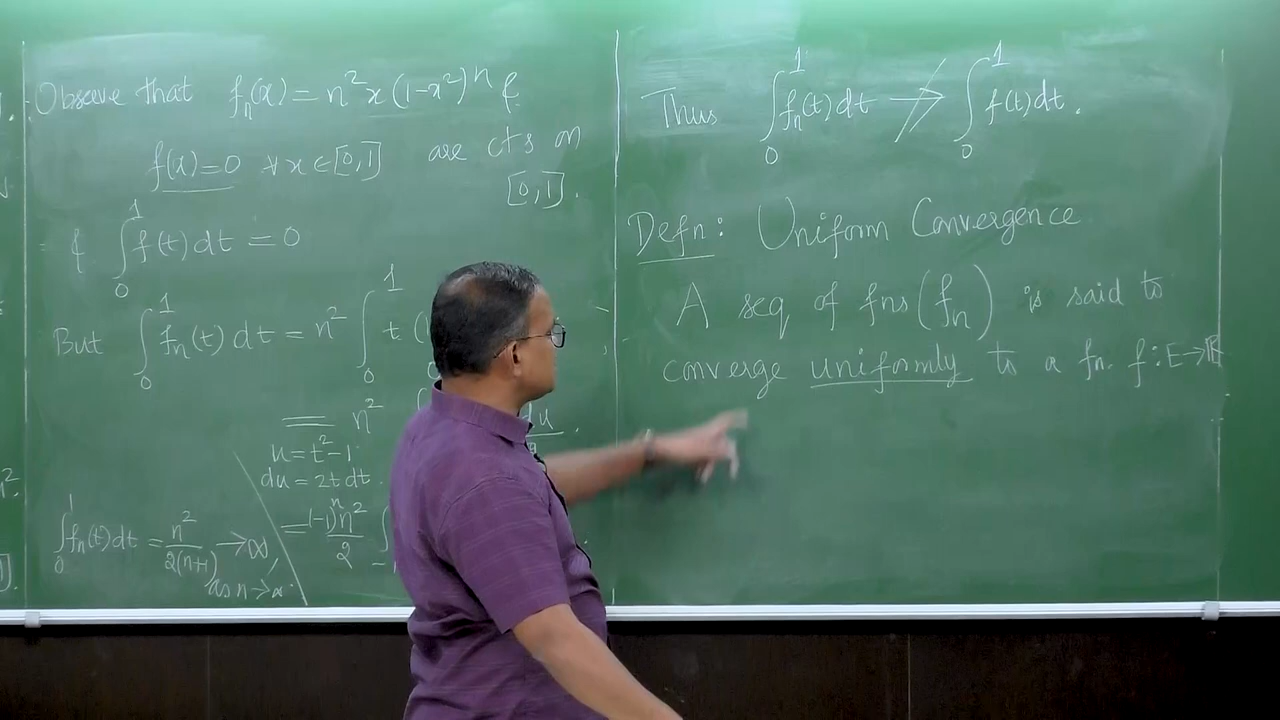 Observe that fₙ(x) = n²x(1-x²)ⁿ &
f(x)=0 ∀ x∈[0,1] are cts on
[0,1].
& ∫₀¹ f(t)dt = 0
But ∫₀¹ fₙ(t)dt = n² ∫₀¹ t (
= n²
du
u = t²-1
du = 2t dt
= (-1)ⁿn²/2 ∫
∫₀¹ fₙ(t)dt = n²/2(n+1) → ∞
as n→∞.
Thus ∫₀¹ fₙ(t)dt ↛ ∫₀¹ f(t)dt.
Defn: Uniform Convergence
A seq of fns (fₙ) is said to
converge uniformly to a fn. f: E→ℝ